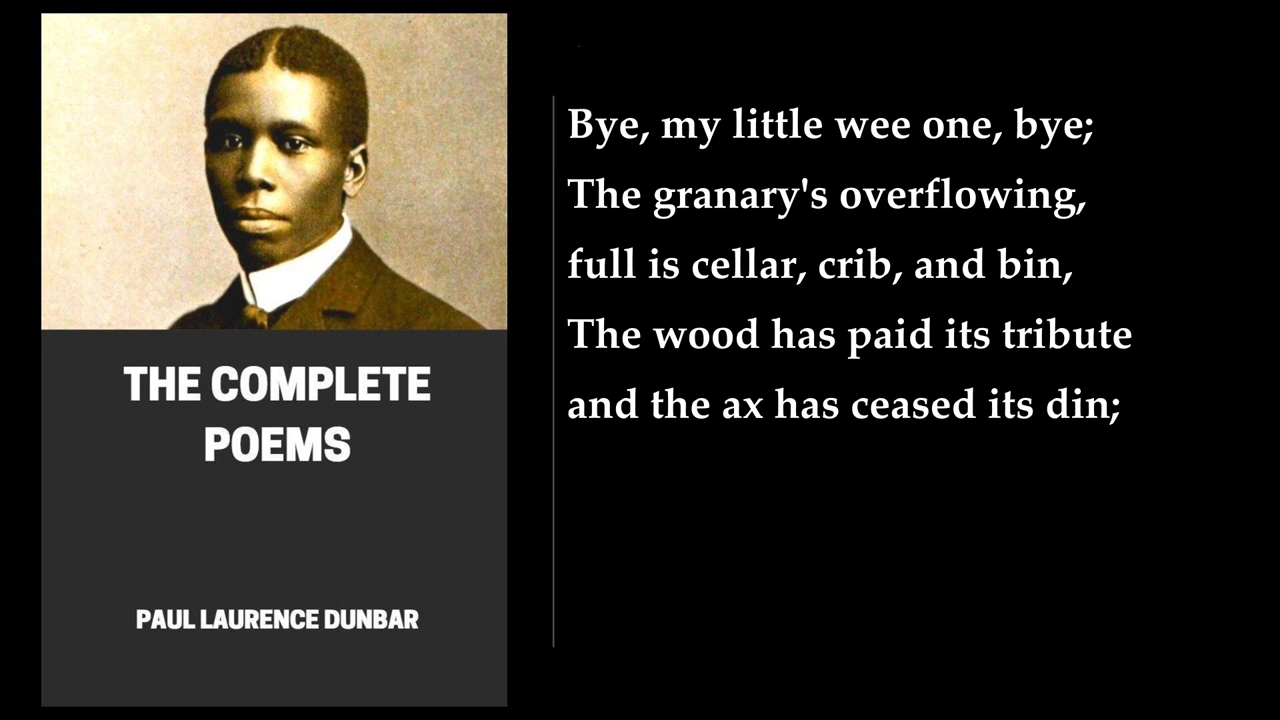 THE COMPLETE
POEMS
PAUL LAURENCE DUNBAR
Bye, my little wee one, bye;
The granary's overflowing,
full is cellar, crib, and bin,
The wood has paid its tribute
and the ax has ceased its din;